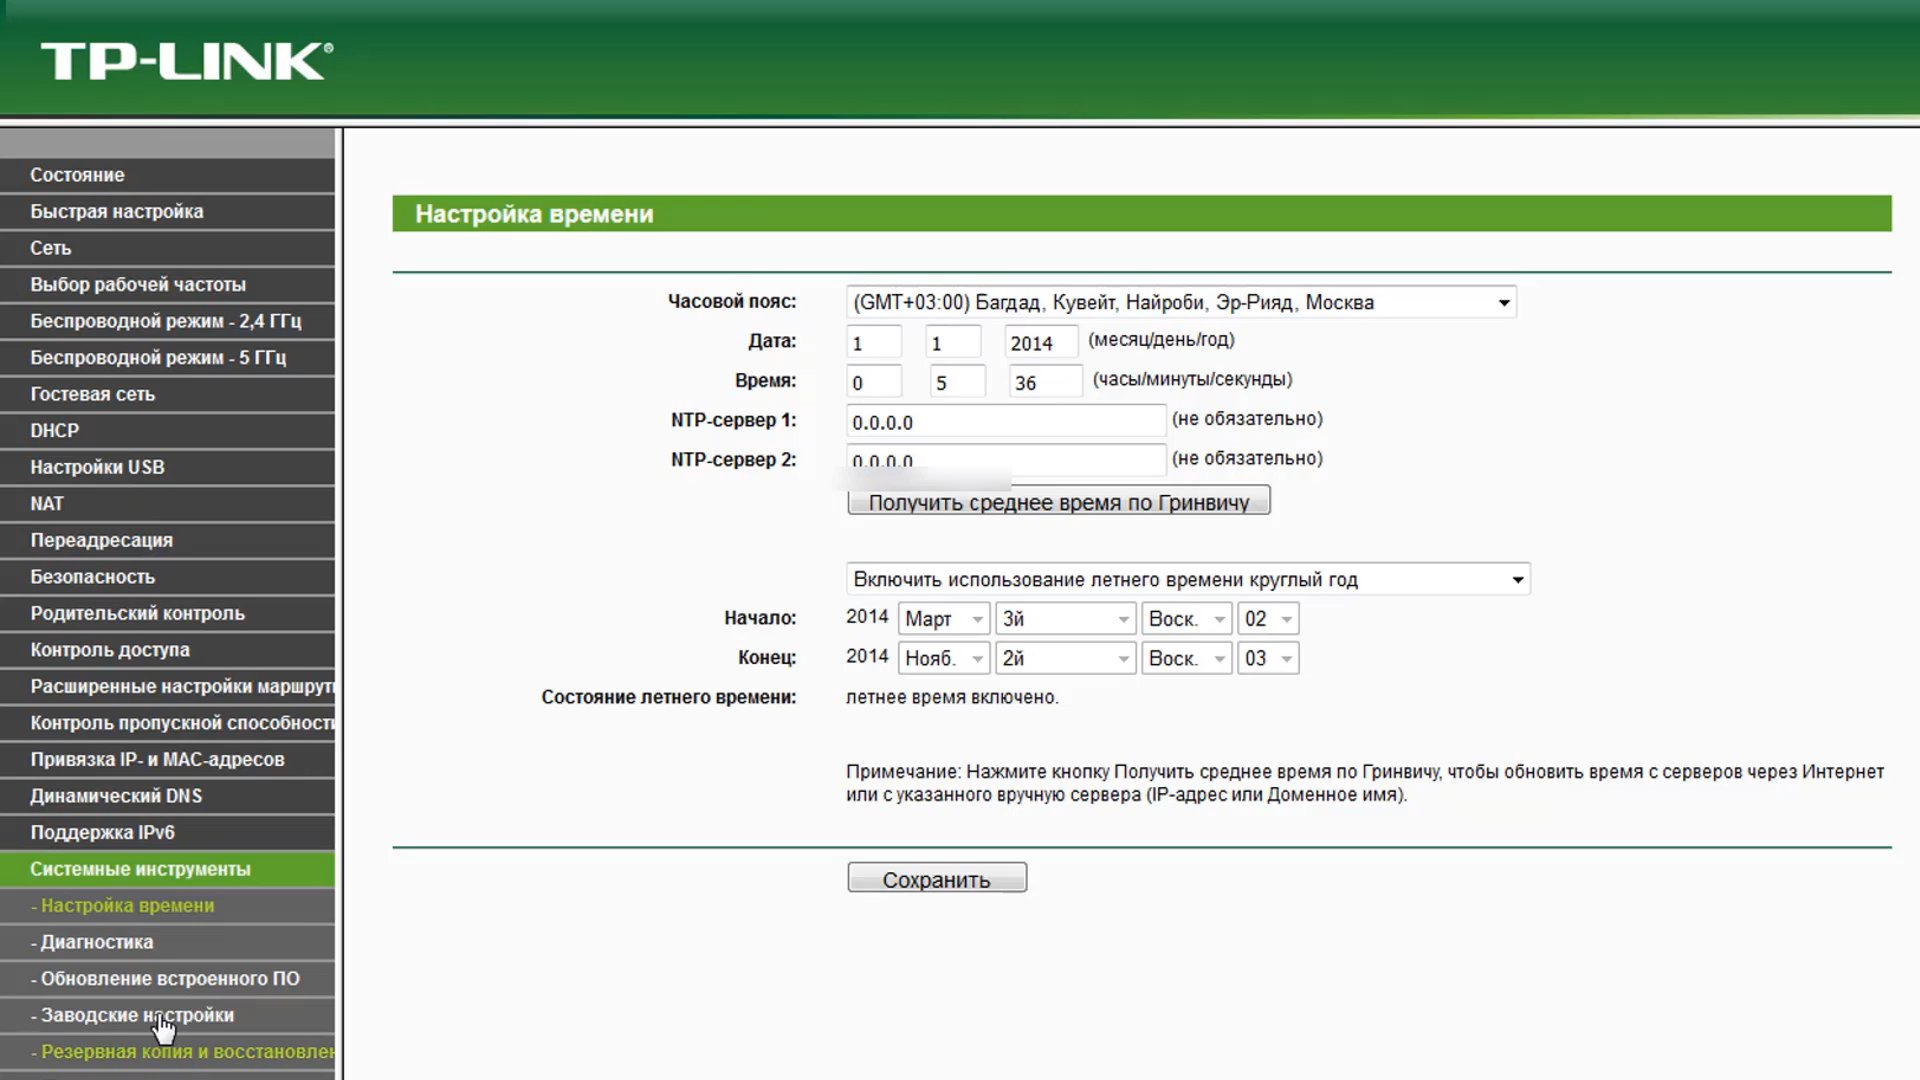 TP-LINK®
Состояние
Быстрая настройка
Сеть
Выбор рабочей частоты
Беспроводной режим - 2,4 ГГц
Беспроводной режим - 5 ГГц
Гостевая сеть
DHCP
Настройки USB
NAT
Переадресация
Безопасность
Родительский контроль
Контроль доступа
Расширенные настройки маршрут
Контроль пропускной способности
Привязка IP- и MAC-адресов
Динамический DNS
Поддержка IPv6
Системные инструменты
- Настройка времени
- Диагностика
- Обновление встроенного ПО
- Заводские настройки
- Резервная копия и восстановлен
Настройка времени
Часовой пояс: (GMT+03:00) Багдад, Кувейт, Найроби, Эр-Рияд, Москва
Дата: 1 1 2014 (месяц/день/год)
Время: 0 5 36 (часы/минуты/секунды)
NTP-сервер 1: 0.0.0.0 (не обязательно)
NTP-сервер 2: 0.0.0.0 (не обязательно)
Получить среднее время по Гринвичу
Включить использование летнего времени круглый год
Начало: 2014 Март 3й Воск. 02
Конец: 2014 Нояб. 2й Воск. 03
Состояние летнего времени: летнее время включено.
Примечание: Нажмите кнопку Получить среднее время по Гринвичу, чтобы обновить время с серверов через Интернет
или с указанного вручную сервера (IP-адрес или Доменное имя).
Сохранить